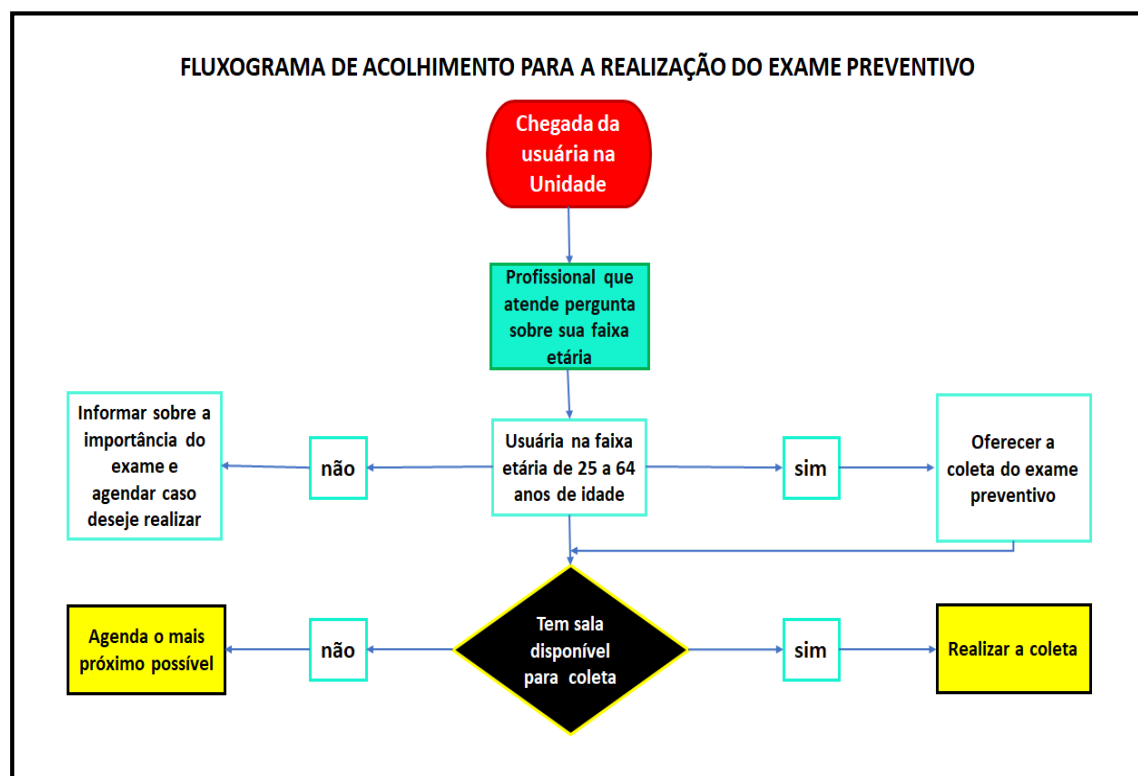 FLUXOGRAMA DE ACOLHIMENTO PARA A REALIZAÇÃO DO EXAME PREVENTIVO
Chegada da
usuária na
Unidade
Profissional que
atende pergunta
sobre sua faixa
etária
Informar sobre a
importância do
exame e
agendar caso
deseje realizar
não
Usuária na faixa
etária de 25 a 64
anos de idade
sim
Oferecer a
coleta do exame
preventivo
Agenda o mais
próximo possível
não
Tem sala
disponível
para coleta
sim
Realizar a coleta